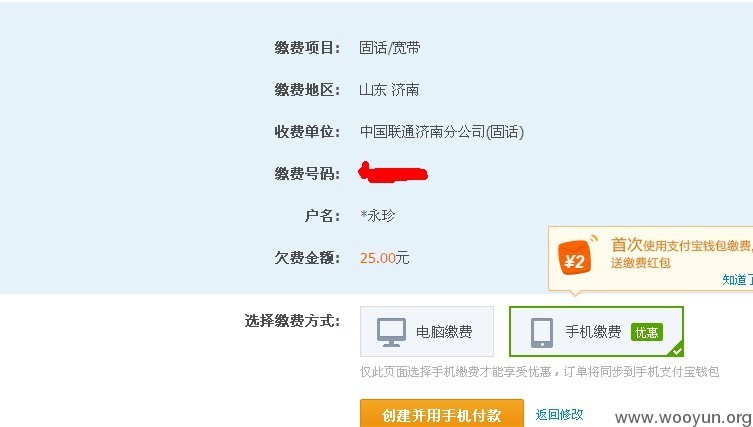 缴费项目： 固话/宽带
缴费地区： 山东 济南
收费单位： 中国联通济南分公司(固话)
缴费号码：
户名： *永珍
欠费金额： 25.00元
首次使用支付宝钱包缴费,
送缴费红包
¥2
知道了
选择缴费方式： 电脑缴费 手机缴费 优惠
仅此页面选择手机缴费才能享受优惠，订单将同步到手机支付宝钱包
创建并用手机付款 返回修改
www.wooyun.org